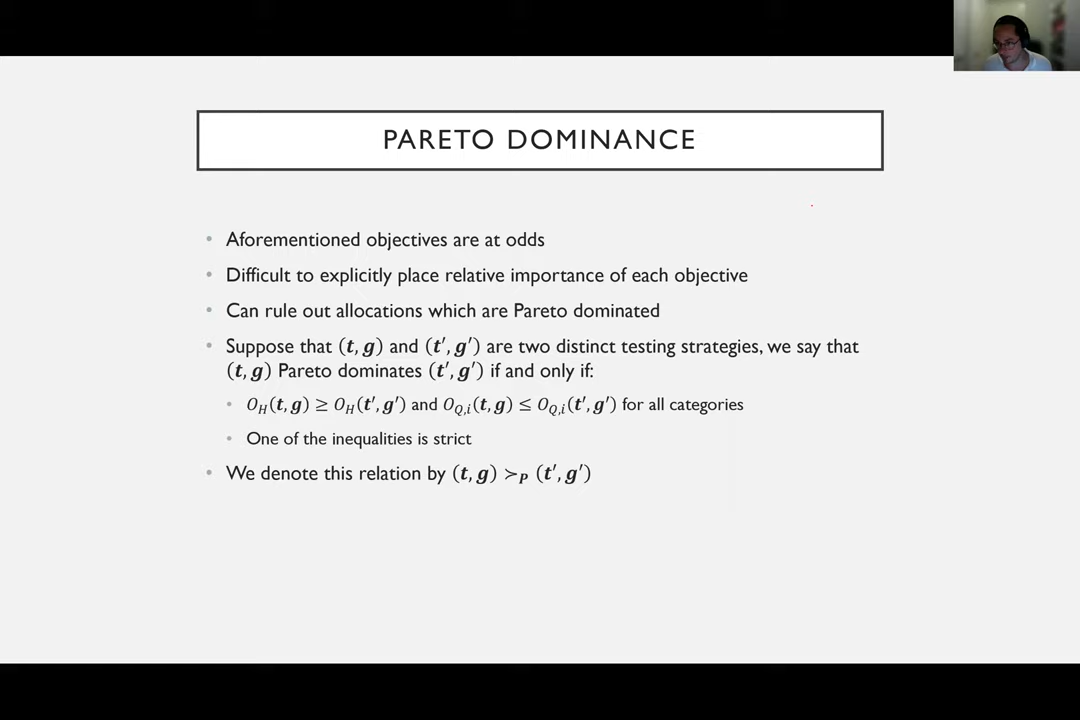 PARETO DOMINANCE
• Aforementioned objectives are at odds
• Difficult to explicitly place relative importance of each objective
• Can rule out allocations which are Pareto dominated
• Suppose that (t, g) and (t′, g′) are two distinct testing strategies, we say that
(t, g) Pareto dominates (t′, g′) if and only if:
• O_H(t, g) ≥ O_H(t′, g′) and O_{Q,i}(t, g) ≤ O_{Q,i}(t′, g′) for all categories
• One of the inequalities is strict
• We denote this relation by (t, g) ≻_P (t′, g′)